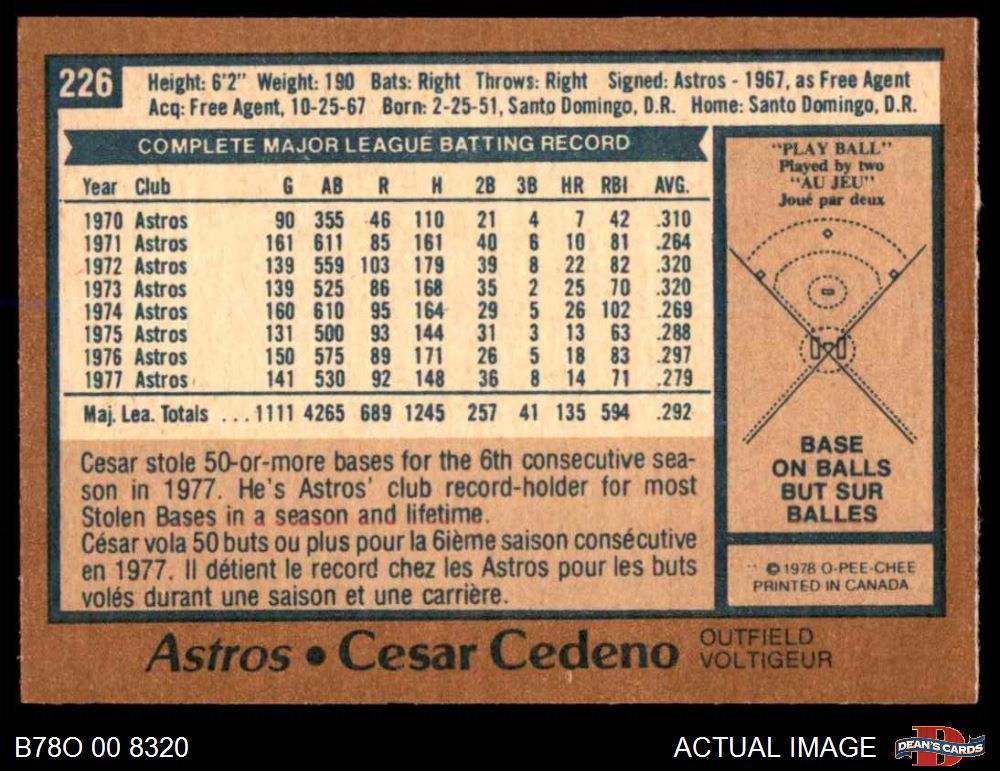 226
Height: 6'2" Weight: 190 Bats: Right Throws: Right Signed: Astros - 1967, as Free Agent
Acq: Free Agent, 10-25-67 Born: 2-25-51, Santo Domingo, D.R. Home: Santo Domingo, D.R.
COMPLETE MAJOR LEAGUE BATTING RECORD
Year Club G AB R H 2B 3B HR RBI AVG.
1970 Astros 90 355 46 110 21 4 7 42 .310
1971 Astros 161 611 85 161 40 6 10 81 .264
1972 Astros 139 559 103 179 39 8 22 82 .320
1973 Astros 139 525 86 168 35 2 25 70 .320
1974 Astros 160 610 95 164 29 5 26 102 .269
1975 Astros 131 500 93 144 31 3 13 63 .288
1976 Astros 150 575 89 171 26 5 18 83 .297
1977 Astros 141 530 92 148 36 8 14 71 .279
Maj. Lea. Totals ...1111 4265 689 1245 257 41 135 594 .292
Cesar stole 50-or-more bases for the 6th consecutive sea-
son in 1977. He's Astros' club record-holder for most
Stolen Bases in a season and lifetime.
César vola 50 buts ou plus pour la 6ième saison consécutive
en 1977. Il détient le record chez les Astros pour les buts
volés durant une saison et une carrière.
"PLAY BALL"
Played by two
"AU JEU"
Joué par deux
BASE
ON BALLS
BUT SUR
BALLES
© 1978 O-PEE-CHEE
PRINTED IN CANADA
Astros • Cesar Cedeno
OUTFIELD
VOLTIGEUR
B78O 00 8320
ACTUAL IMAGE
D
DEAN'S CARDS